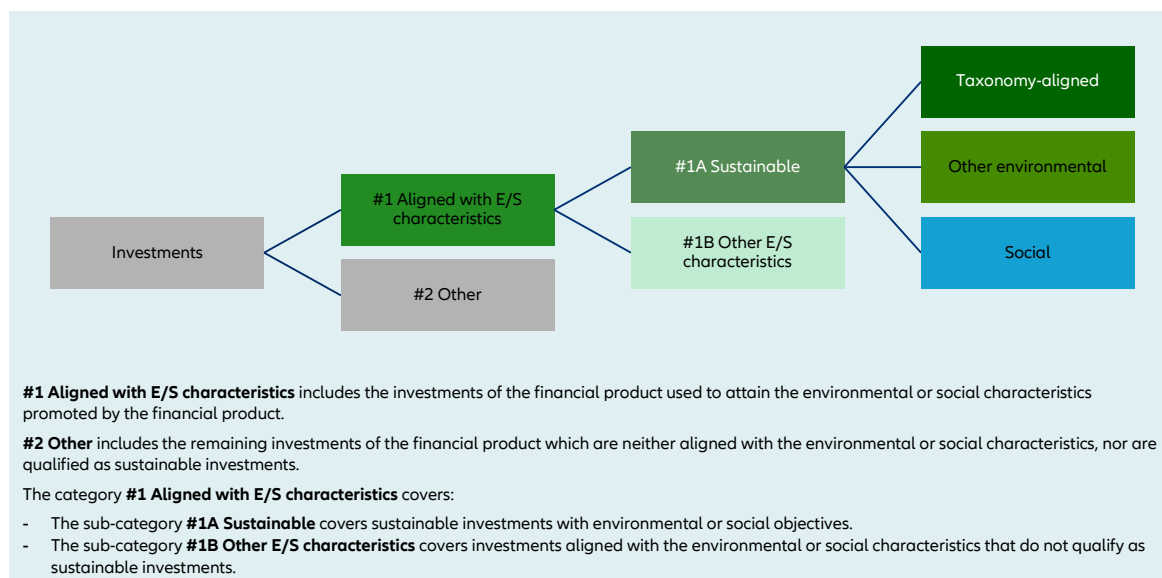 Taxonomy-aligned
#1A Sustainable
Other environmental
#1 Aligned with E/S
characteristics
Investments
#1B Other E/S
characteristics
Social
#2 Other
#1 Aligned with E/S characteristics includes the investments of the financial product used to attain the environmental or social characteristics
promoted by the financial product.
#2 Other includes the remaining investments of the financial product which are neither aligned with the environmental or social characteristics, nor are
qualified as sustainable investments.
The category #1 Aligned with E/S characteristics covers:
- The sub-category #1A Sustainable covers sustainable investments with environmental or social objectives.
- The sub-category #1B Other E/S characteristics covers investments aligned with the environmental or social characteristics that do not qualify as
sustainable investments.